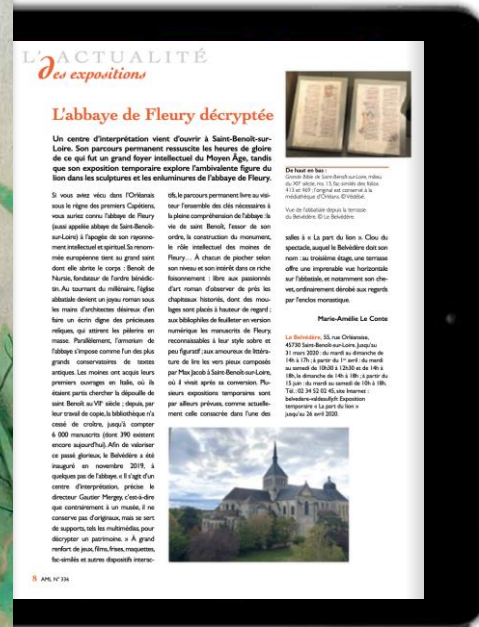 L'ACTUALITÉ
des expositions
L'abbaye de Fleury décryptée
Un centre d'interprétation vient d'ouvrir à Saint-Benoît-sur-
Loire. Son parcours permanent ressuscite les heures de gloire
de ce qui fut un grand foyer intellectuel du Moyen Âge, tandis
que son exposition temporaire explore l'ambivalente figure du
lion dans les sculptures et les enluminures de l'abbaye de Fleury.
Si vous aviez vécu dans l'Orléanais
sous le règne des premiers Capétiens,
vous auriez connu l'abbaye de Fleury
(aussi appelée abbaye de Saint-Benoît-
sur-Loire) à l'apogée de son rayonne-
ment intellectuel et spirituel. Sa renom-
mée européenne tient au grand saint
dont elle abrite le corps : Benoît de
Nursie, fondateur de l'ordre bénédic-
tin. Au tournant du millénaire, l'église
abbatiale devient un joyau roman sous
les mains d'architectes désireux d'en
faire un écrin digne des précieuses
reliques, qui attirent les pèlerins en
masse. Parallèlement, l'armorium de
l'abbaye s'impose comme l'un des plus
grands conservatoires de textes
antiques. Les moines ont acquis leurs
premiers ouvrages en Italie, où ils
étaient partis chercher la dépouille de
saint Benoît au VIIe siècle ; depuis, par
leur travail de copie, la bibliothèque n'a
cessé de croître, jusqu'à compter
6 000 manuscrits (dont 390 existent
encore aujourd'hui). Afin de valoriser
ce passé glorieux, le Belvédère a été
inauguré en novembre 2019, à
quelques pas de l'abbaye. « Il s'agit d'un
centre d'interprétation, précise le
directeur Gautier Mergey, c'est-à-dire
que contrairement à un musée, il ne
conserve pas d'originaux, mais se sert
de supports, tels les multimédias, pour
décrypter un patrimoine. » À grand
renfort de jeux, films, frises, maquettes,
fac-similés et autres dispositifs interac-
tifs, le parcours permanent livre au visi-
teur l'ensemble des clés nécessaires à
la pleine compréhension de l'abbaye : la
vie de saint Benoît, l'essor de son
ordre, la construction du monument,
le rôle intellectuel des moines de
Fleury… À chacun de piocher selon
son niveau et son intérêt dans ce riche
foisonnement : libre aux passionnés
d'art roman d'observer de près les
chapiteaux historiés, dont des mou-
lages sont placés à hauteur de regard ;
aux bibliophiles de feuilleter en version
numérique les manuscrits de Fleury,
reconnaissables à leur style sobre et
peu figuratif ; aux amoureux de littéra-
ture de lire les vers pieux composés
par Max Jacob à Saint-Benoît-sur-Loire,
où il vivait après sa conversion. Plu-
sieurs expositions temporaires sont
par ailleurs prévues, comme actuelle-
ment celle consacrée dans l'une des
De haut en bas :
Grande Bible de Saint-Benoît-sur-Loire, milieu
du XIe siècle, ms. 13, fac-similés des folios
413 et 469 ; l'original est conservé à la
médiathèque d'Orléans. © Védébé.
Vue de l'abbatiale depuis la terrasse
du Belvédère. © Le Belvédère.
salles à « La part du lion ». Clou du
spectacle, auquel le Belvédère doit son
nom : au troisième étage, une terrasse
offre une imprenable vue horizontale
sur l'abbatiale, et notamment son che-
vet, ordinairement dérobé aux regards
par l'enclos monastique.
Marie-Amélie Le Conte
Le Belvédère, 55, rue Orléanaise,
45730 Saint-Benoît-sur-Loire. Jusqu'au
31 mars 2020 : du mardi au dimanche de
14h à 17h ; à partir du 1er avril : du mardi
au samedi de 10h30 à 12h30 et de 14h à
18h, le dimanche de 14h à 18h ; à partir du
15 juin : du mardi au samedi de 10h à 18h.
Tél. : 02 34 52 02 45, site Internet :
belvedere-valdesully.fr. Exposition
temporaire « La part du lion »
jusqu'au 26 avril 2020.
8 AML N° 336